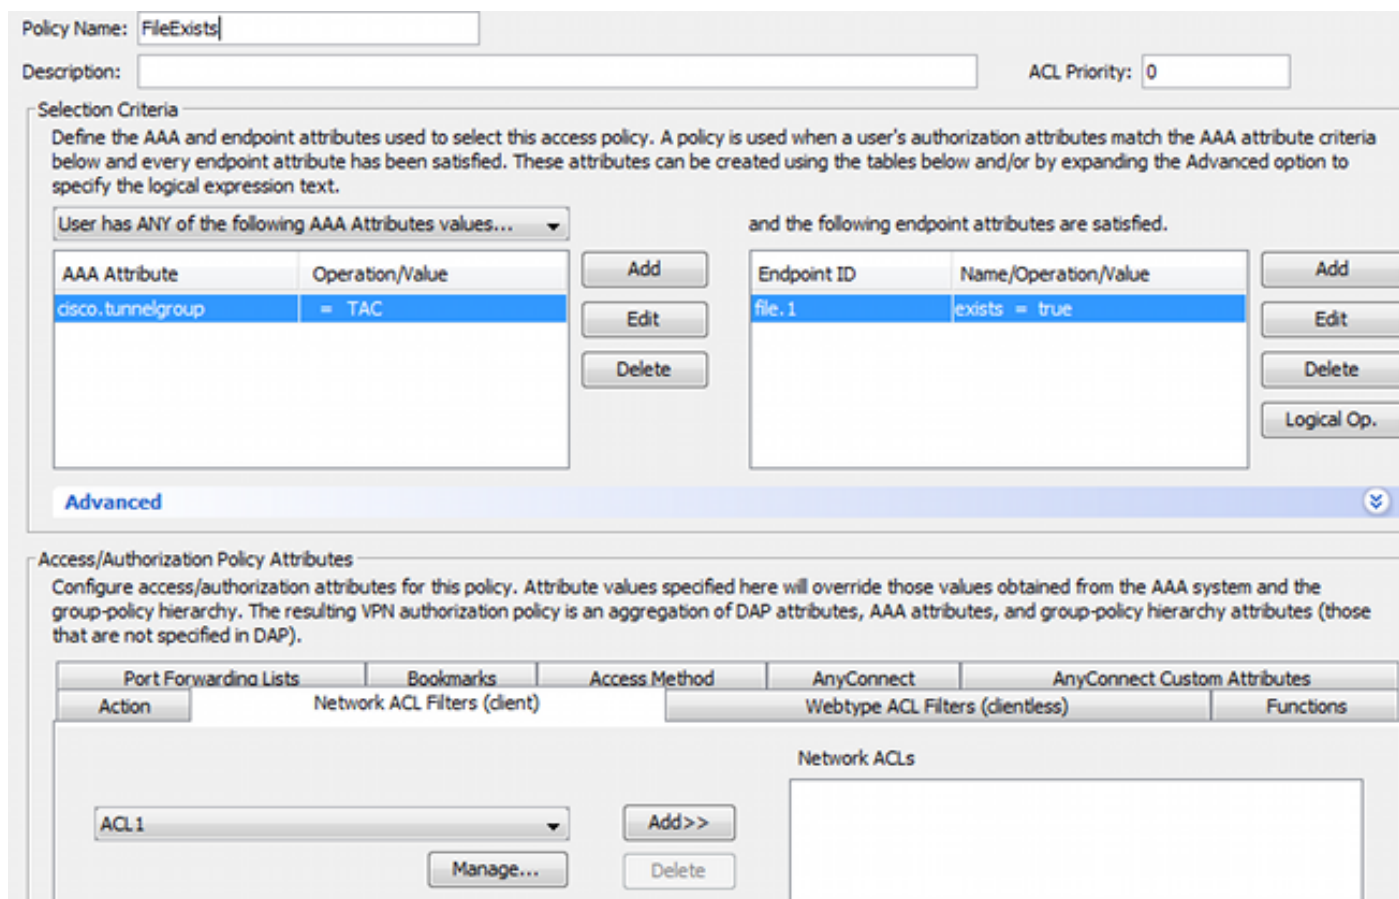 Policy Name: FileExists
Description: ACL Priority: 0
Selection Criteria
Define the AAA and endpoint attributes used to select this access policy. A policy is used when a user's authorization attributes match the AAA attribute criteria
below and every endpoint attribute has been satisfied. These attributes can be created using the tables below and/or by expanding the Advanced option to
specify the logical expression text.
User has ANY of the following AAA Attributes values... and the following endpoint attributes are satisfied.
AAA Attribute Operation/Value Add Endpoint ID Name/Operation/Value Add
cisco.tunnelgroup = TAC Edit file.1 exists = true Edit
Delete Delete
Logical Op.
Advanced
Access/Authorization Policy Attributes
Configure access/authorization attributes for this policy. Attribute values specified here will override those values obtained from the AAA system and the
group-policy hierarchy. The resulting VPN authorization policy is an aggregation of DAP attributes, AAA attributes, and group-policy hierarchy attributes (those
that are not specified in DAP).
Port Forwarding Lists Bookmarks Access Method AnyConnect AnyConnect Custom Attributes
Action Network ACL Filters (client) Webtype ACL Filters (clientless) Functions
Network ACLs
ACL1 Add>>
Manage... Delete